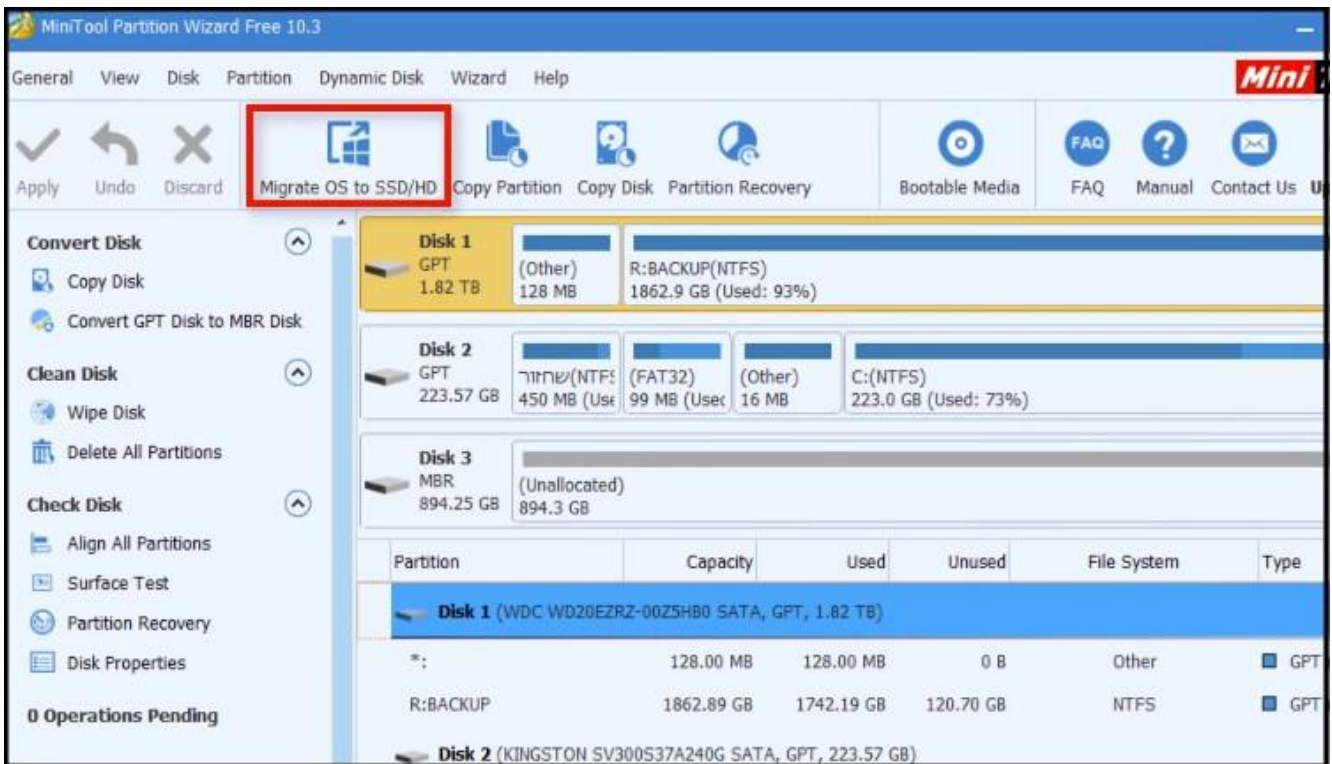 MiniTool Partition Wizard Free 10.3
General View Disk Partition Dynamic Disk Wizard Help
Mini
Apply Undo Discard Migrate OS to SSD/HD Copy Partition Copy Disk Partition Recovery Bootable Media FAQ Manual Contact Us
FAQ
Convert Disk
Copy Disk
Convert GPT Disk to MBR Disk
Clean Disk
Wipe Disk
Delete All Partitions
Check Disk
Align All Partitions
Surface Test
Partition Recovery
Disk Properties
0 Operations Pending
Disk 1
GPT
1.82 TB
(Other)
128 MB
R:BACKUP(NTFS)
1862.9 GB (Used: 93%)
Disk 2
GPT
223.57 GB
שחזור(NTFS
450 MB (Use
(FAT32)
99 MB (Usec
(Other)
16 MB
C:(NTFS)
223.0 GB (Used: 73%)
Disk 3
MBR
894.25 GB
(Unallocated)
894.3 GB
Partition Capacity Used Unused File System Type
Disk 1 (WDC WD20EZRZ-00Z5HB0 SATA, GPT, 1.82 TB)
*: 128.00 MB 128.00 MB 0 B Other GPT
R:BACKUP 1862.89 GB 1742.19 GB 120.70 GB NTFS GPT
Disk 2 (KINGSTON SV300S37A240G SATA, GPT, 223.57 GB)